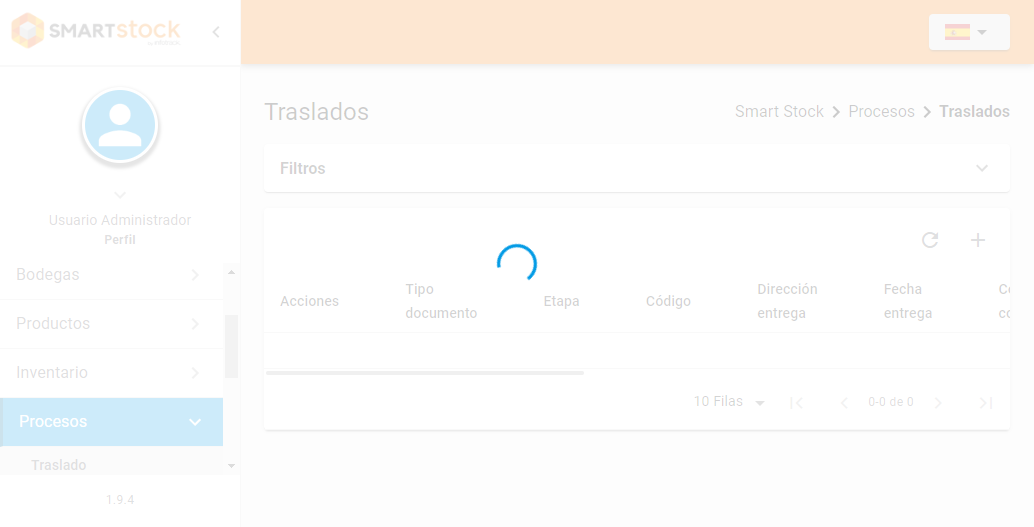 SMARTstock
Traslados
Smart Stock > Procesos > Traslados
Filtros
Usuario Administrador
Perfil
Bodegas
Productos
Inventario
Procesos
Traslado
1.9.4
Acciones
Tipo
documento
Etapa
Código
Dirección
entrega
Fecha
entrega
10 Filas
0-0 de 0